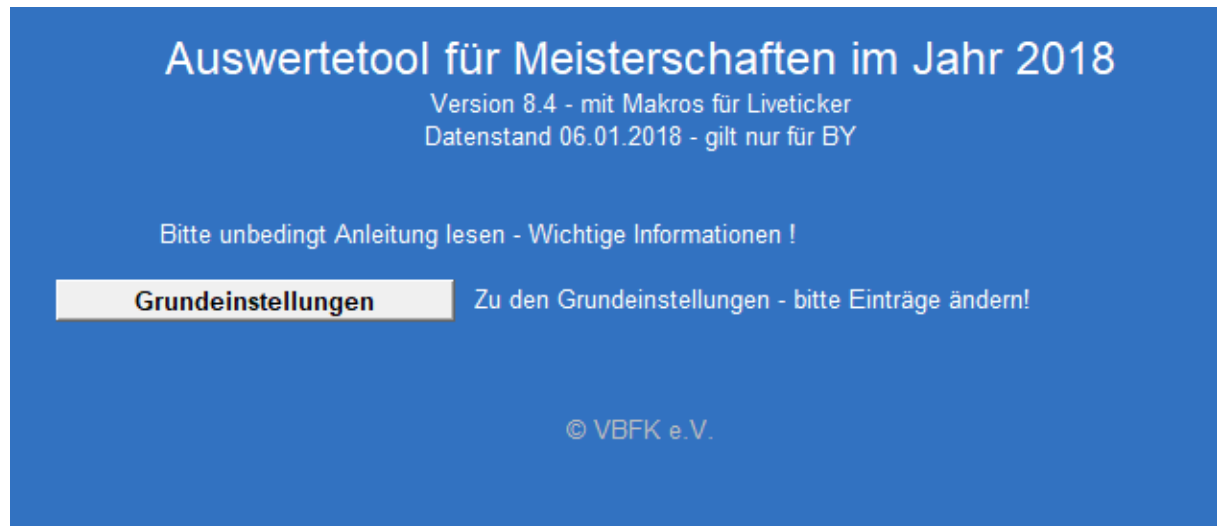 Auswertetool für Meisterschaften im Jahr 2018
Version 8.4 - mit Makros für Liveticker
Datenstand 06.01.2018 - gilt nur für BY
Bitte unbedingt Anleitung lesen - Wichtige Informationen !
Grundeinstellungen Zu den Grundeinstellungen - bitte Einträge ändern!
© VBFK e.V.